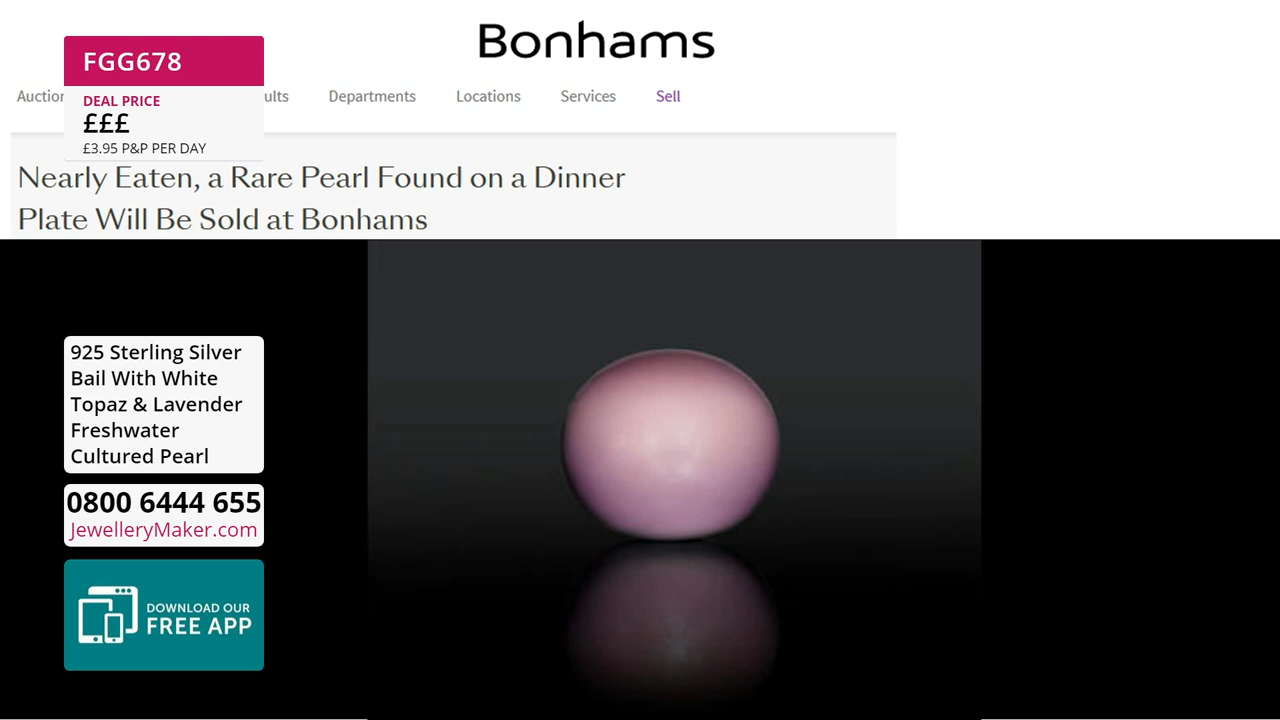 Bonhams
FGG678
Auction
ults
Departments
Locations
Services
Sell
DEAL PRICE
£££
£3.95 P&P PER DAY
Nearly Eaten, a Rare Pearl Found on a Dinner
Plate Will Be Sold at Bonhams
925 Sterling Silver
Bail With White
Topaz & Lavender
Freshwater
Cultured Pearl
0800 6444 655
JewelleryMaker.com
DOWNLOAD OUR
FREE APP